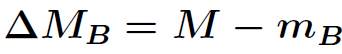 ΔM_B = M − m_B